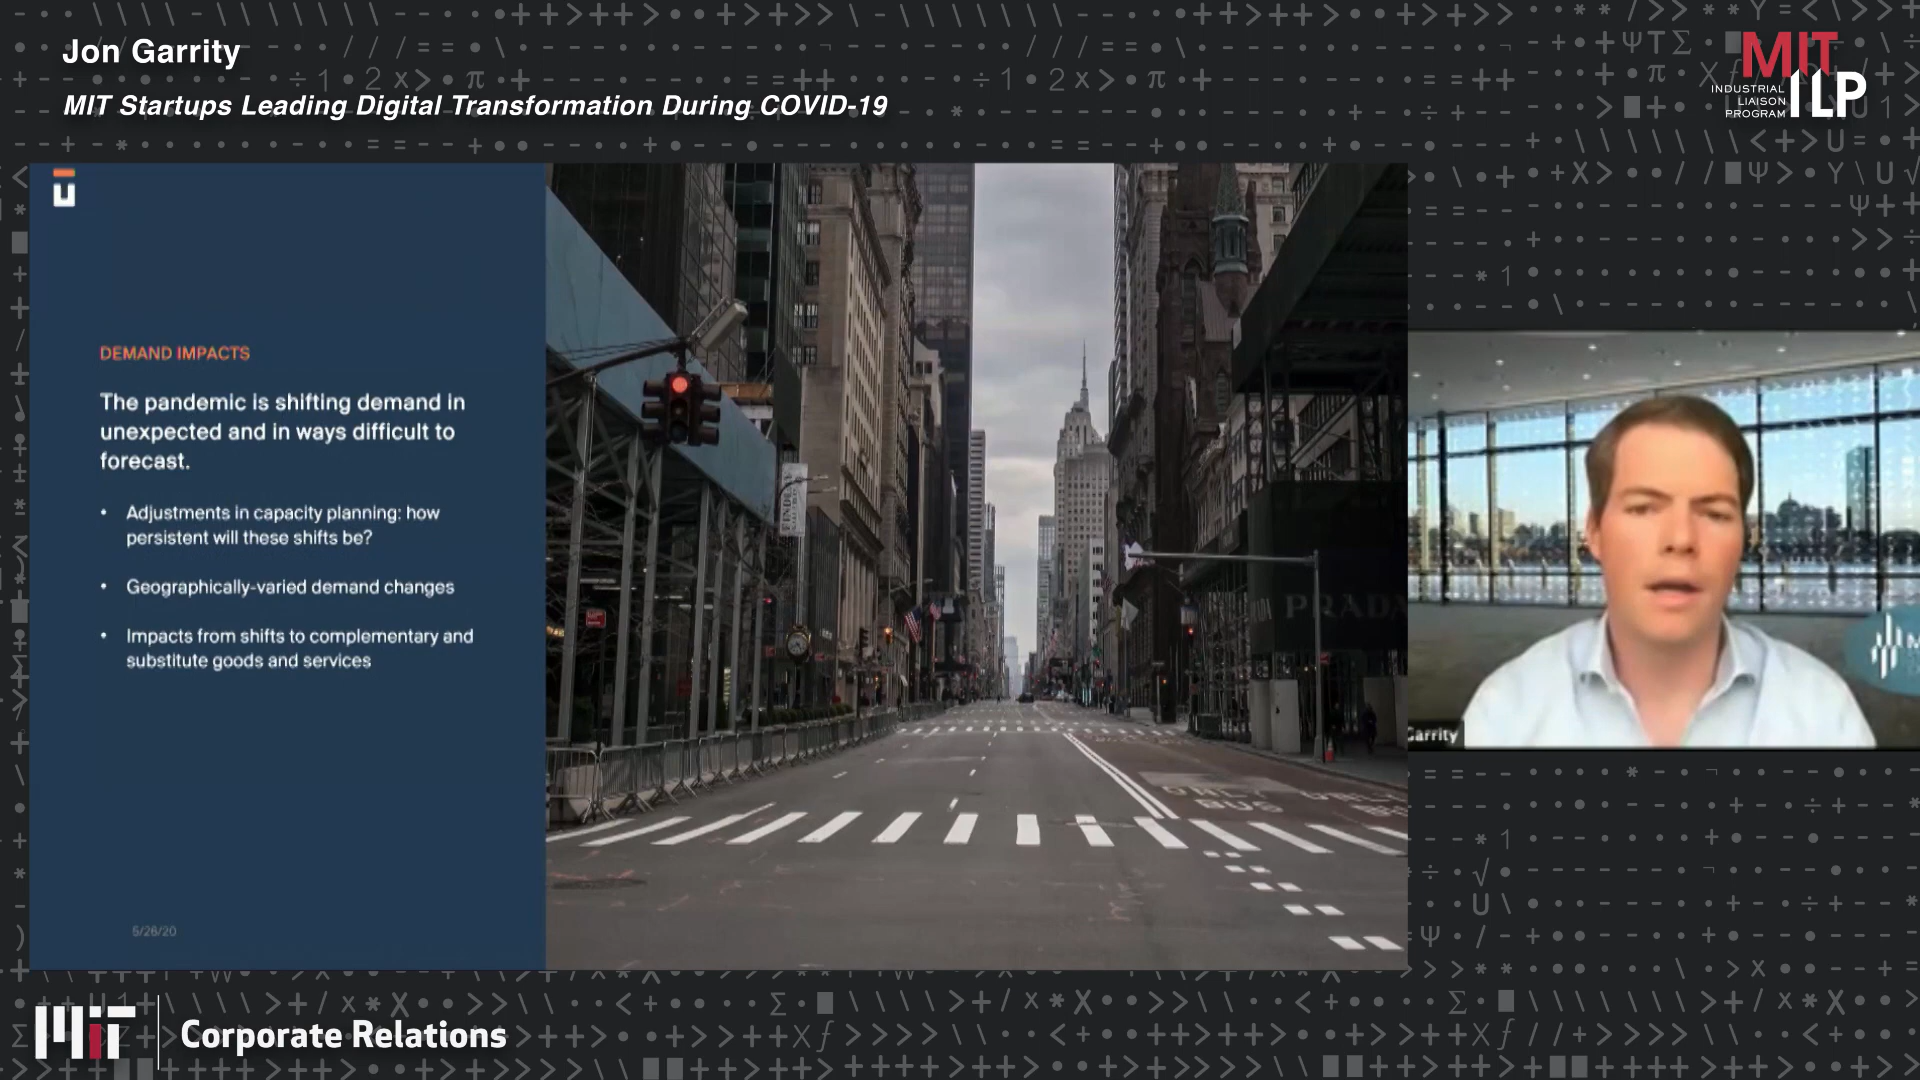 Jon Garrity
MIT Startups Leading Digital Transformation During COVID-19
MIT
INDUSTRIAL
LIAISON
PROGRAM
ILP
DEMAND IMPACTS
The pandemic is shifting demand in
unexpected and in ways difficult to
forecast.
• Adjustments in capacity planning: how
persistent will these shifts be?
• Geographically-varied demand changes
• Impacts from shifts to complementary and
substitute goods and services
5/26/20
PRADA
ONLY
BUS
Garrity
MIT
Corporate Relations